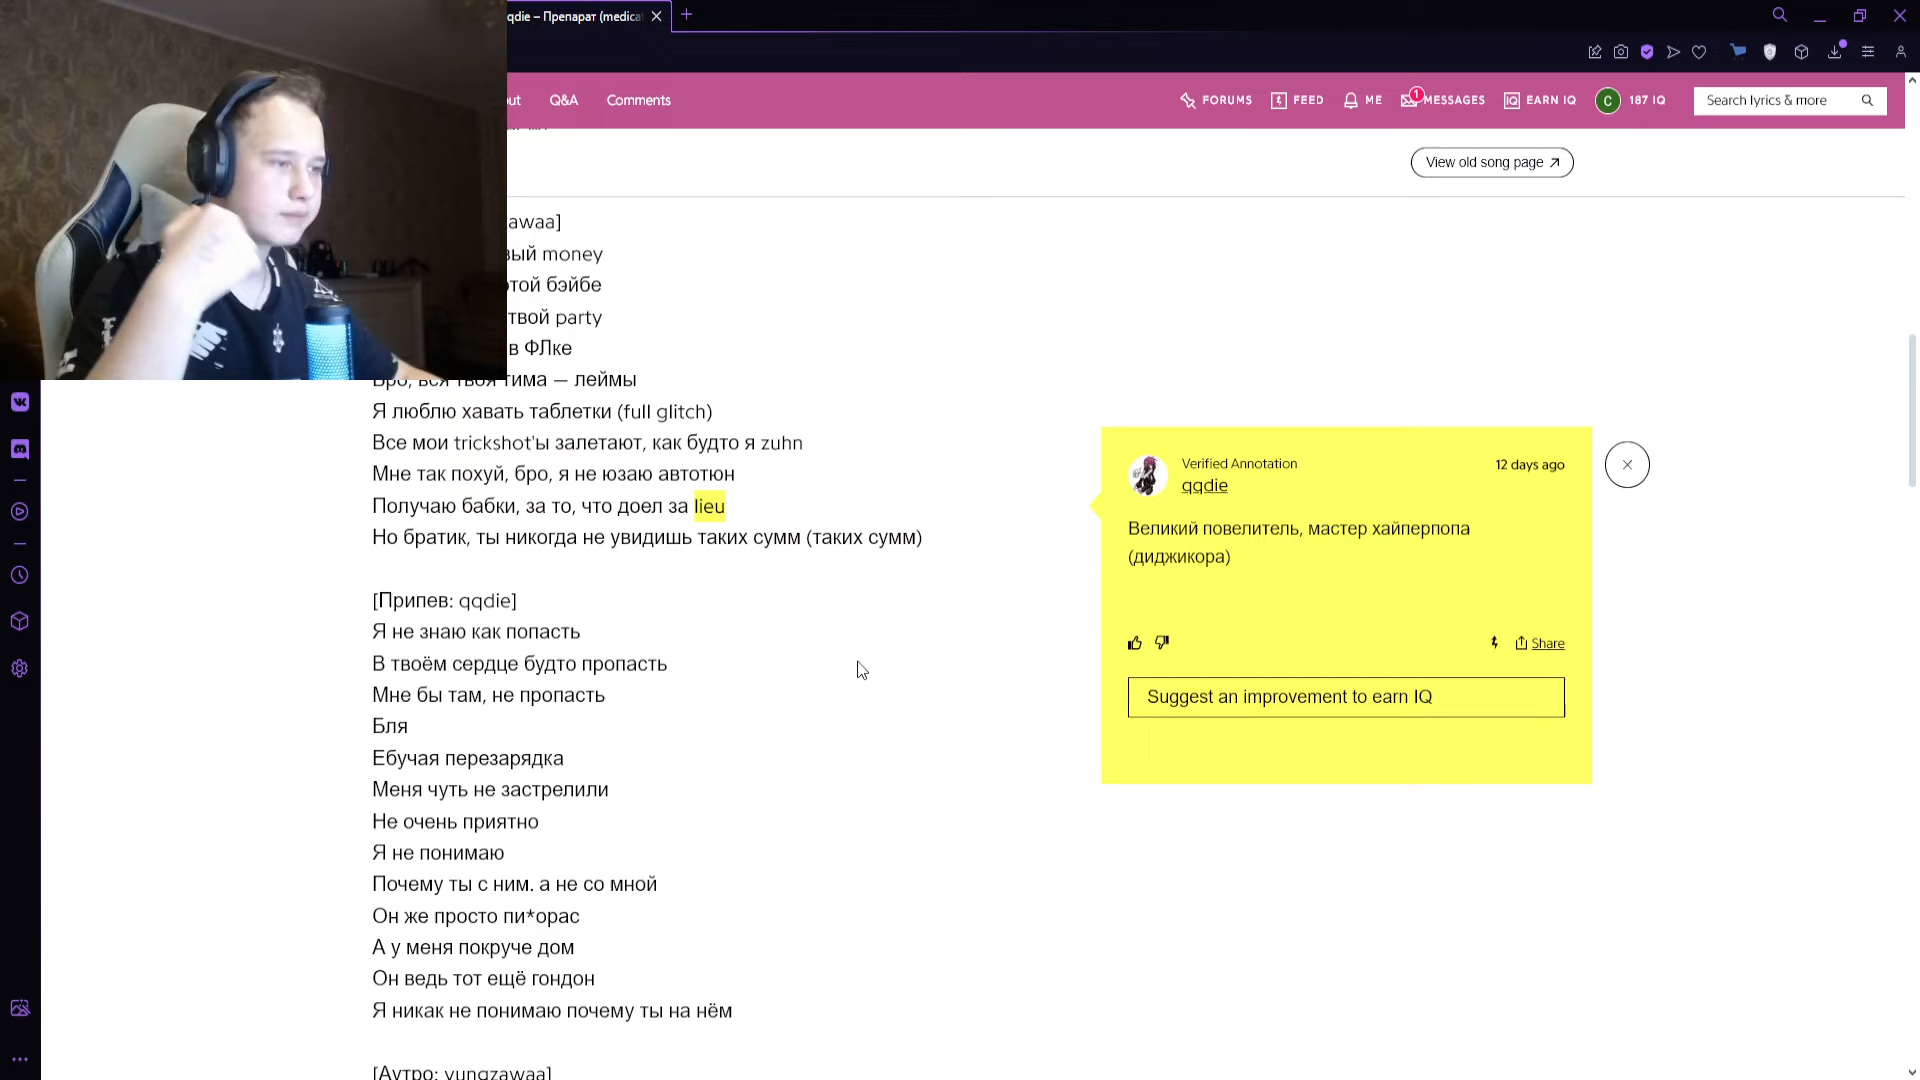 qdie – Препарат (medica
out Q&A Comments
FORUMS FEED ME 1 MESSAGES EARN IQ C 187 IQ Search lyrics & more
View old song page
awaa]
вый money
этой бэйбе
твой party
в ФЛке
Бро, вся твоя тима — леймы
Я люблю хавать таблетки (full glitch)
Все мои trickshot'ы залетают, как будто я zuhn
Мне так похуй, бро, я не юзаю автотюн
Получаю бабки, за то, что доел за lieu
Но братик, ты никогда не увидишь таких сумм (таких сумм)
[Припев: qqdie]
Я не знаю как попасть
В твоём сердце будто пропасть
Мне бы там, не пропасть
Бля
Ебучая перезарядка
Меня чуть не застрелили
Не очень приятно
Я не понимаю
Почему ты с ним. а не со мной
Он же просто пи*орас
А у меня покруче дом
Он ведь тот ещё гондон
Я никак не понимаю почему ты на нём
[Аутро: yungzawaa]
Verified Annotation
12 days ago
qqdie
Великий повелитель, мастер хайперпопа
(диджикора)
Share
Suggest an improvement to earn IQ